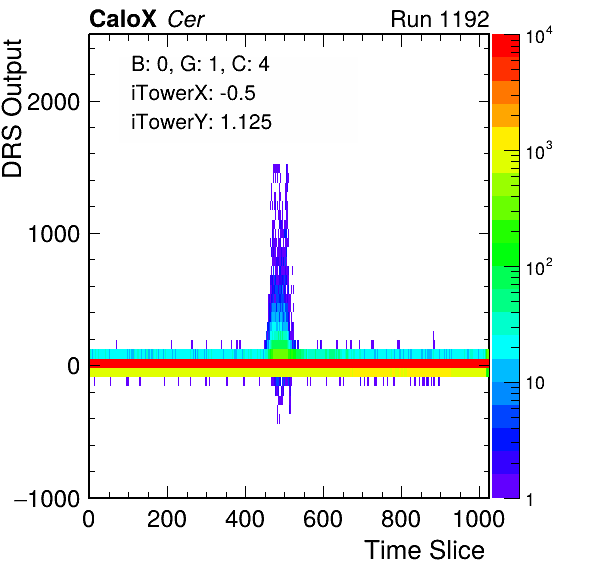 CaloX Cer Run 1192
B: 0, G: 1, C: 4
iTowerX: -0.5
iTowerY: 1.125
DRS Output
2000
1000
0
−1000
0 200 400 600 800 1000
Time Slice
10^4
10^3
10^2
10
1